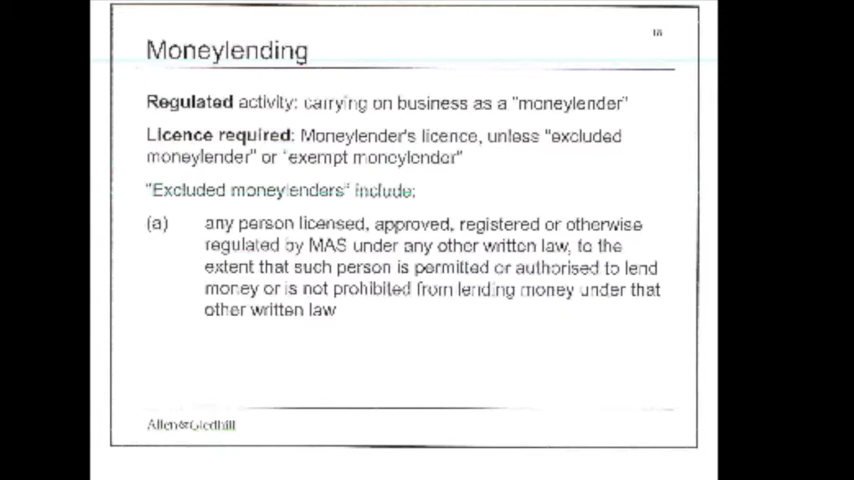 18
Moneylending
Regulated activity: carrying on business as a "moneylender"
Licence required: Moneylender's licence, unless "excluded
moneylender" or "exempt moneylender"
"Excluded moneylenders" include:
(a) any person licensed, approved, registered or otherwise
regulated by MAS under any other written law, to the
extent that such person is permitted or authorised to lend
money or is not prohibited from lending money under that
other written law
Allen&Gledhill